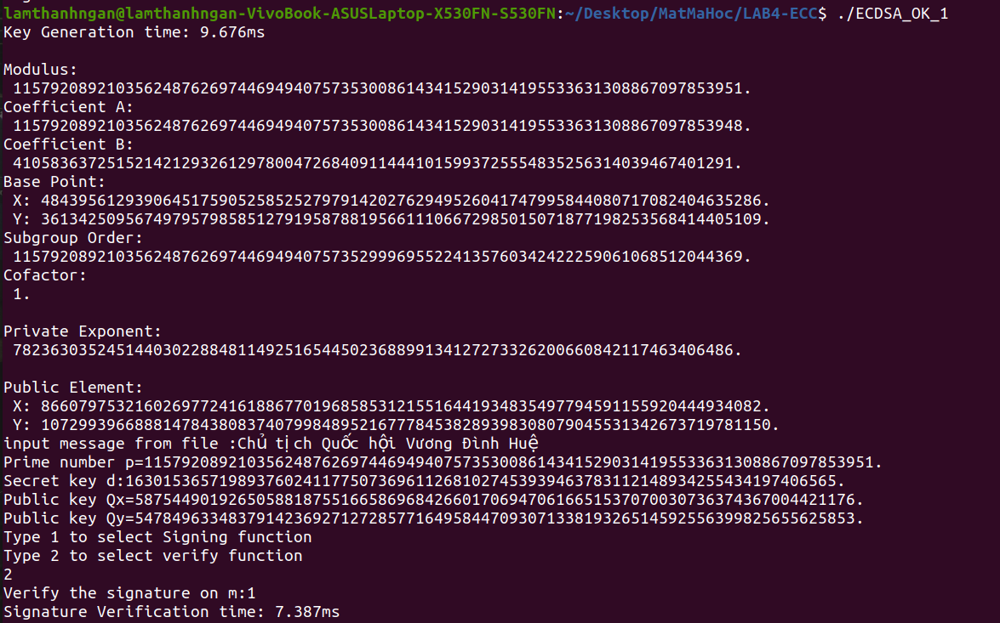 lamthanhngan@lamthanhngan-VivoBook-ASUSLaptop-X530FN-S530FN:~/Desktop/MatMaHoc/LAB4-ECC$ ./ECDSA_OK_1
Key Generation time: 9.676ms
Modulus:
115792089210356248762697446949407573530086143415290314195533631308867097853951.
Coefficient A:
115792089210356248762697446949407573530086143415290314195533631308867097853948.
Coefficient B:
41058363725152142129326129780047268409114441015993725554835256314039467401291.
Base Point:
X: 48439561293906451759052585252797914202762949526041747995844080717082404635286.
Y: 36134250956749795798585127919587881956611106672985015071877198253568414405109.
Subgroup Order:
115792089210356248762697446949407573529996955224135760342422259061068512044369.
Cofactor:
1.
Private Exponent:
78236303524514403022884811492516544502368899134127273326200660842117463406486.
Public Element:
X: 86607975321602697724161886770196858531215516441934835497794591155920444934082.
Y: 107299396688814784380837407998489521677784538289398308079045531342673719781150.
input message from file :Chủ tịch Quốc hội Vương Đình Huệ
Prime number p=115792089210356248762697446949407573530086143415290314195533631308867097853951.
Secret key d:16301536571989376024117750736961126810274539394637831121489342554341974​06565.
Public key Qx=58754490192650588187551665869684266017069470616651537070030736374367004421176.
Public key Qy=54784963348379142369271272857716495844709307133819326514592556399825655625853.
Type 1 to select Signing function
Type 2 to select verify function
2
Verify the signature on m:1
Signature Verification time: 7.387ms